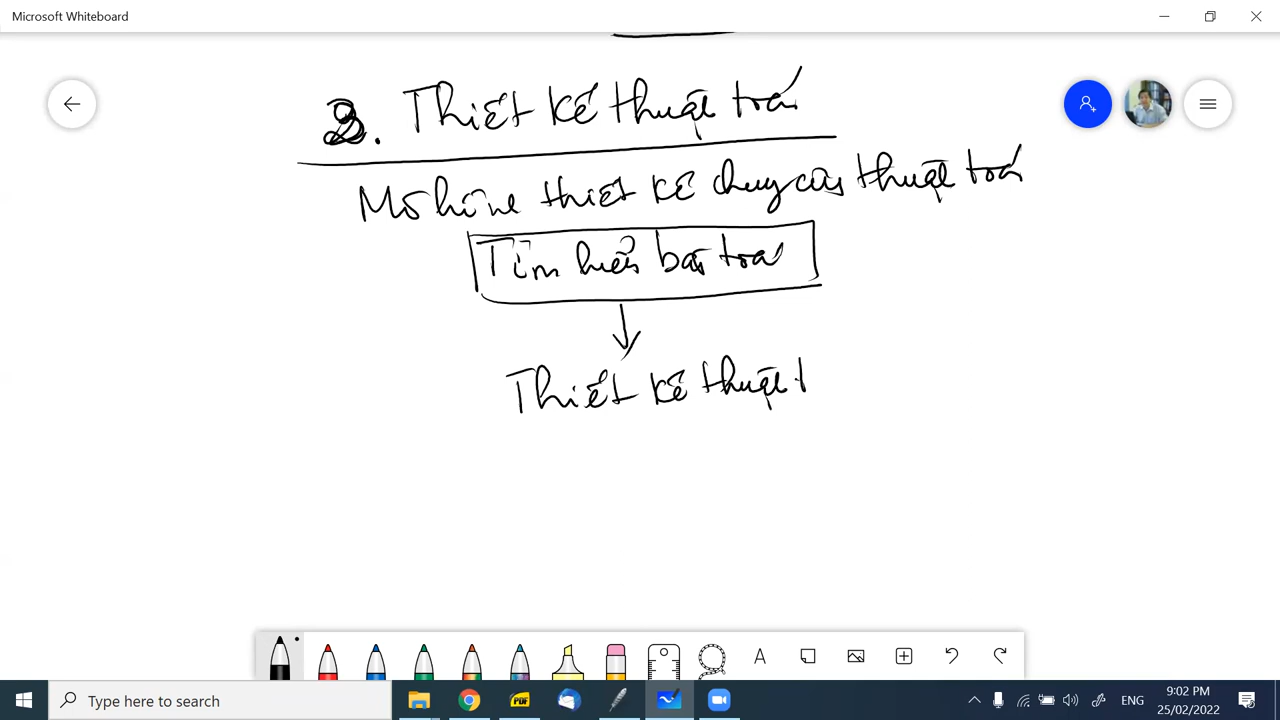 Microsoft Whiteboard
3. Thiết kế thuật toán
Mô hình thiết kế chung của thuật toán
Tìm hiểu bài toán
Thiết kế thuật t
A
Type here to search
PDF
ENG
9:02 PM
25/02/2022